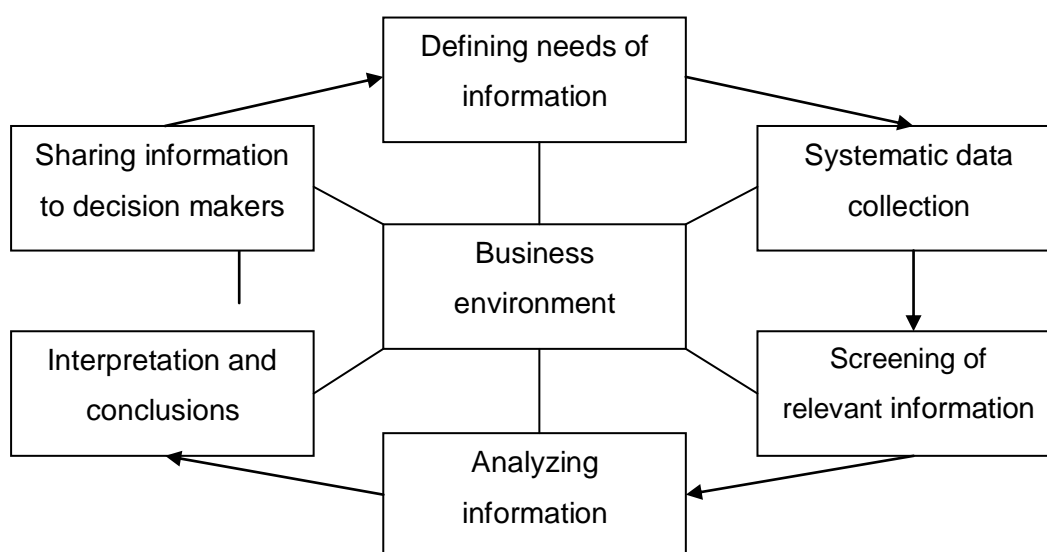 Defining needs of
information
Sharing information
to decision makers
Systematic data
collection
Business
environment
Interpretation and
conclusions
Screening of
relevant information
Analyzing
information